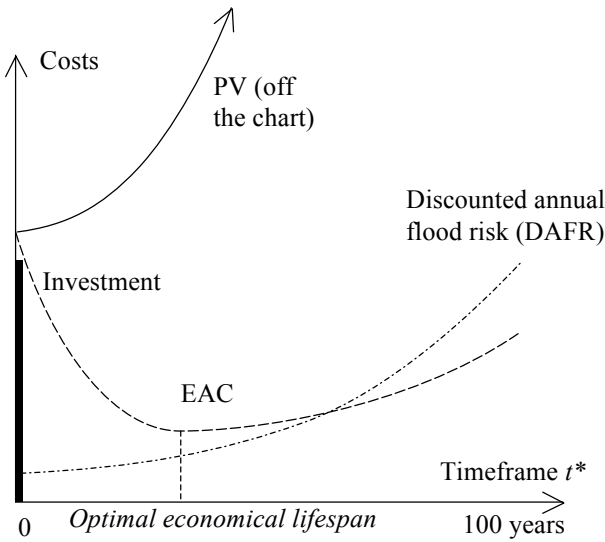 Costs
PV (off
the chart)
Discounted annual
flood risk (DAFR)
Investment
EAC
Timeframe t*
0
Optimal economical lifespan
100 years